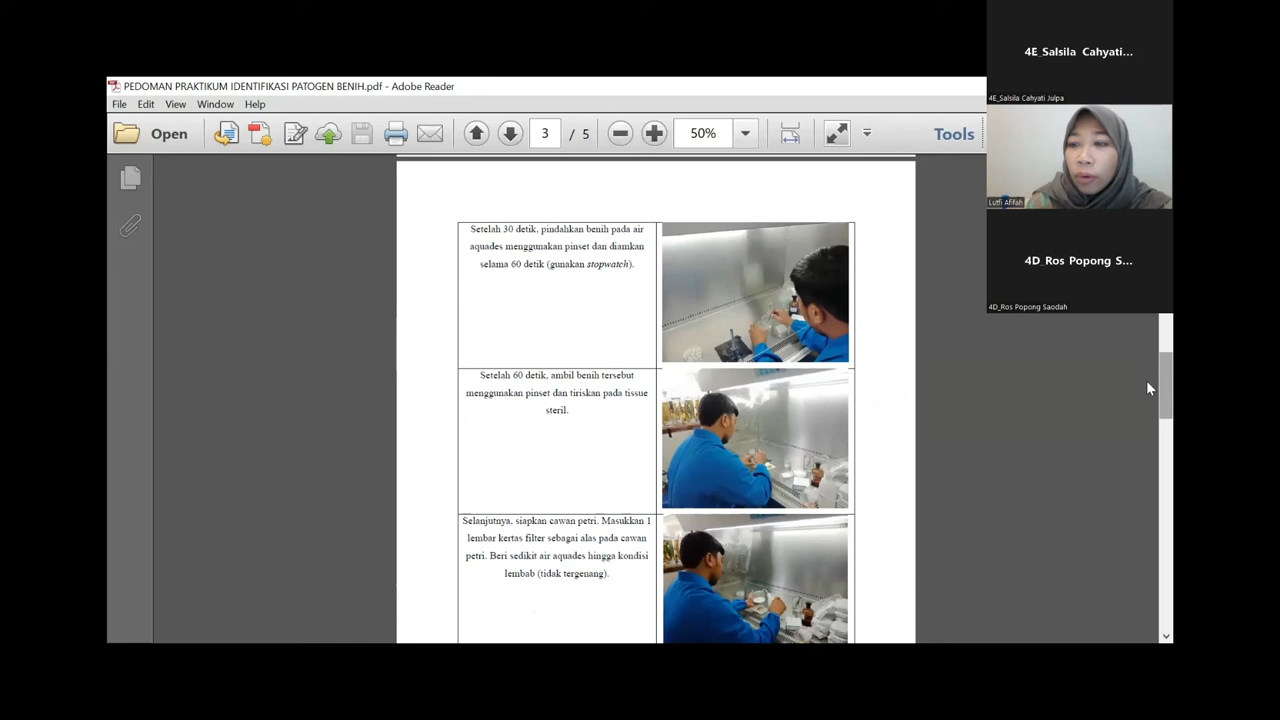 4E_Salsila Cahyati...
4E_Salsila Cahyati Julpa
PEDOMAN PRAKTIKUM IDENTIFIKASI PATOGEN BENIH.pdf - Adobe Reader
File Edit View Window Help
Open 3 / 5 50% Tools
Lutfi Afifah
4D_Ros Popong S...
4D_Ros Popong Saodah
Setelah 30 detik, pindahkan benih pada air
aquades menggunakan pinset dan diamkan
selama 60 detik (gunakan stopwatch).
Setelah 60 detik, ambil benih tersebut
menggunakan pinset dan tiriskan pada tissue
steril.
Selanjutnya, siapkan cawan petri. Masukkan 1
lembar kertas filter sebagai alas pada cawan
petri. Beri sedikit air aquades hingga kondisi
lembab (tidak tergenang).